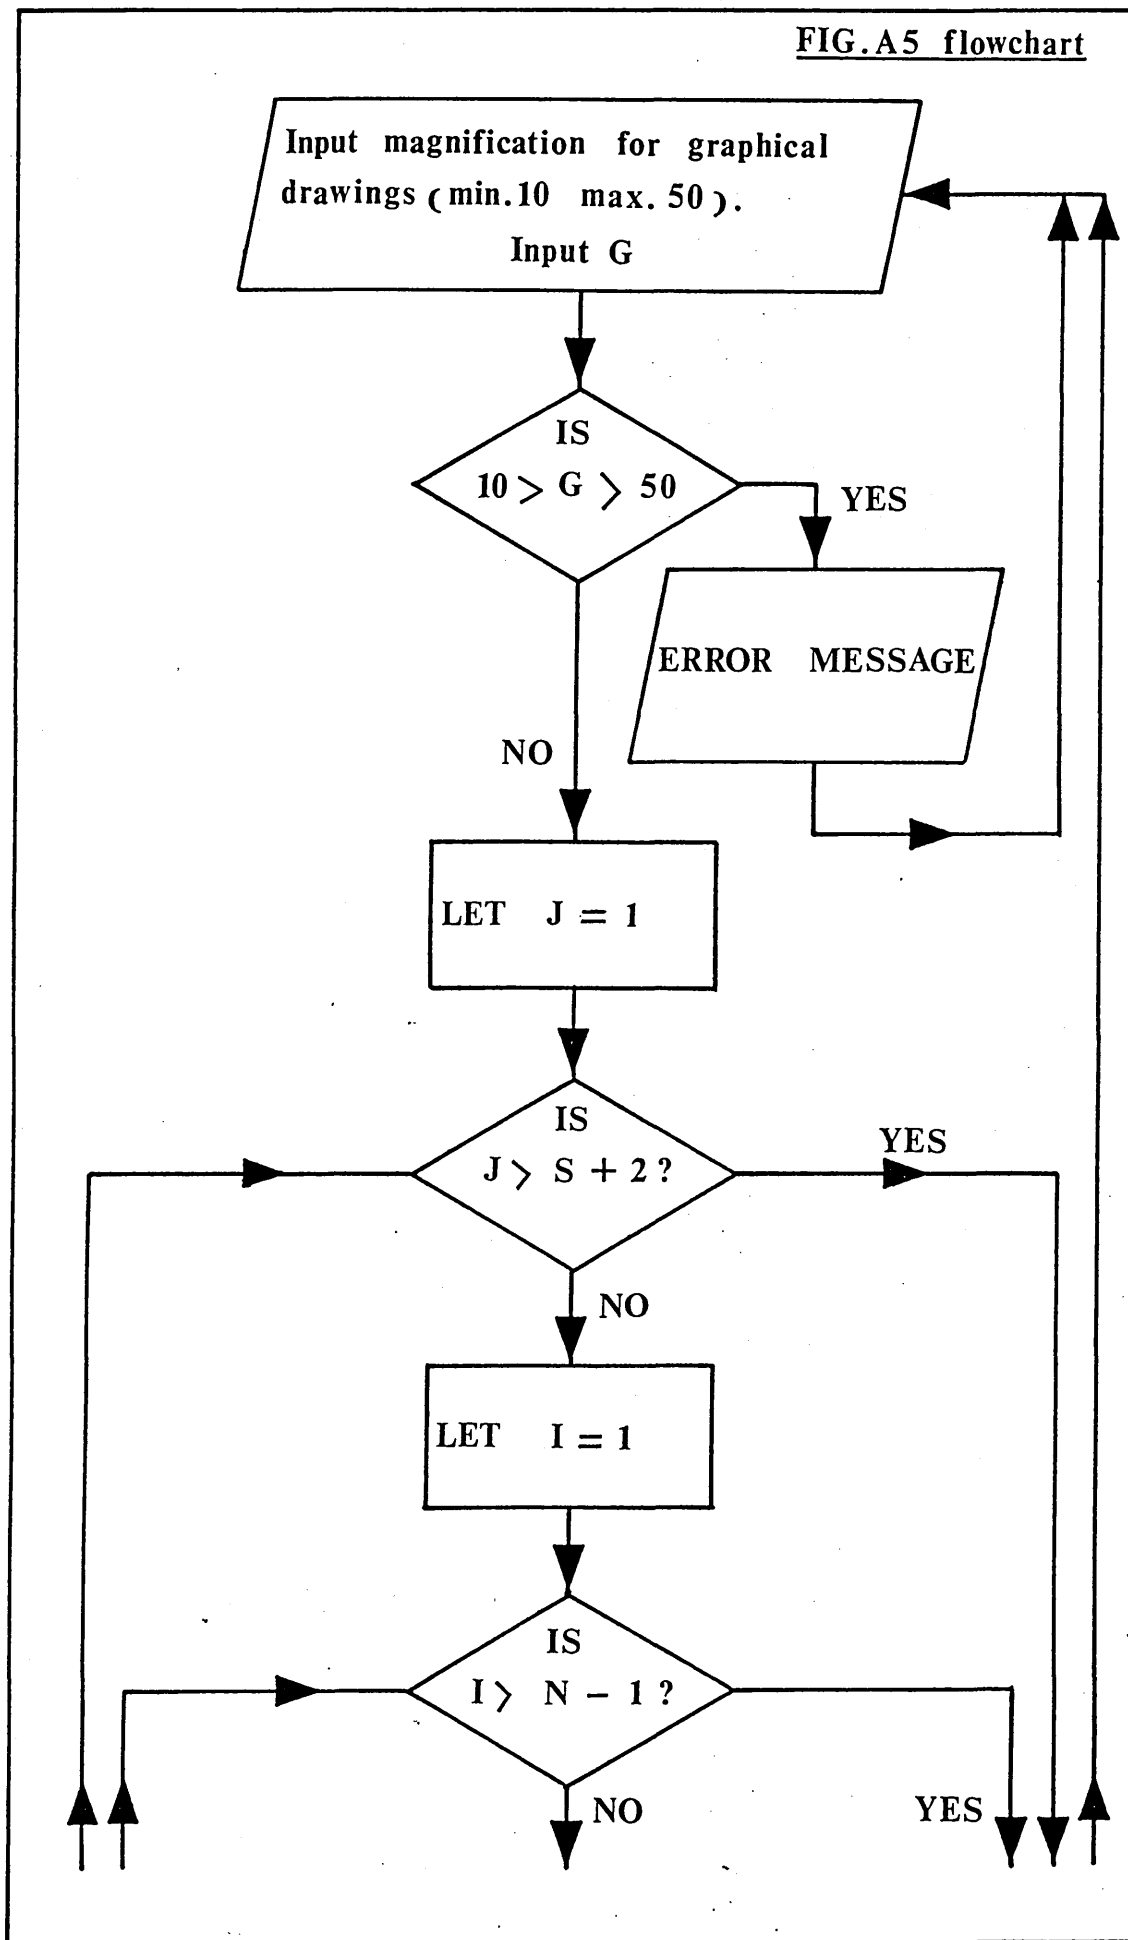 FIG.A5 flowchart
Input magnification for graphical
drawings (min.10 max. 50).
Input G
IS
10 > G > 50
YES
ERROR MESSAGE
NO
LET J = 1
IS
J > S + 2 ?
YES
NO
LET I = 1
IS
I > N - 1 ?
NO
YES